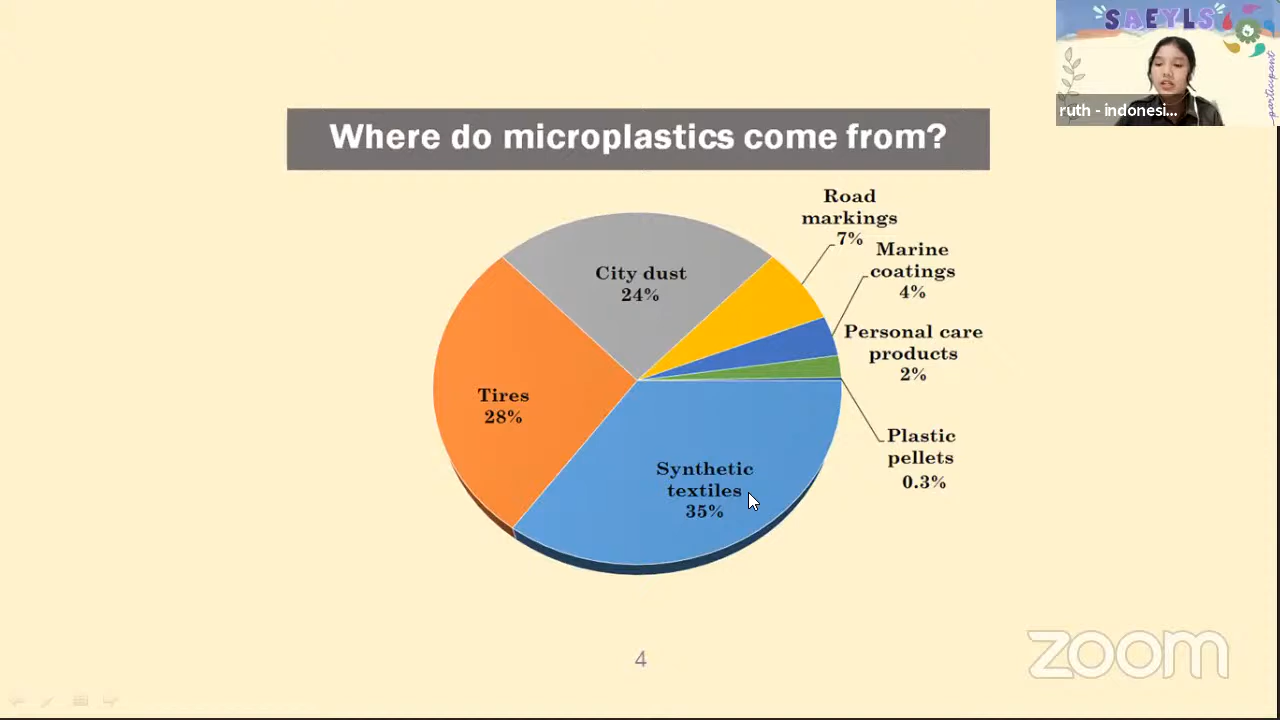 SAEYLS
participant
ruth - indonesi...
Where do microplastics come from?
Road
markings
7%
Marine
coatings
4%
City dust
24%
Personal care
products
2%
Tires
28%
Plastic
pellets
0.3%
Synthetic
textiles
35%
4
zoom